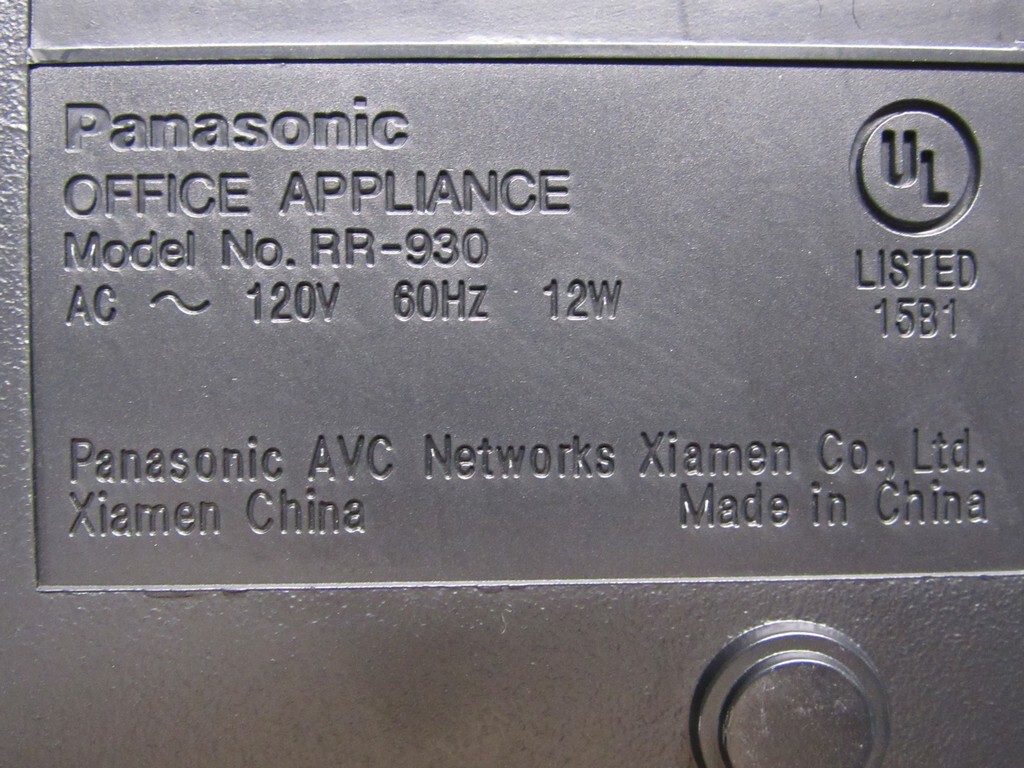 Panasonic
OFFICE APPLIANCE
Model No. RR-930
AC ~ 120V 60Hz 12W
UL
LISTED
15B1
Panasonic AVC Networks Xiamen Co., Ltd.
Xiamen China Made in China